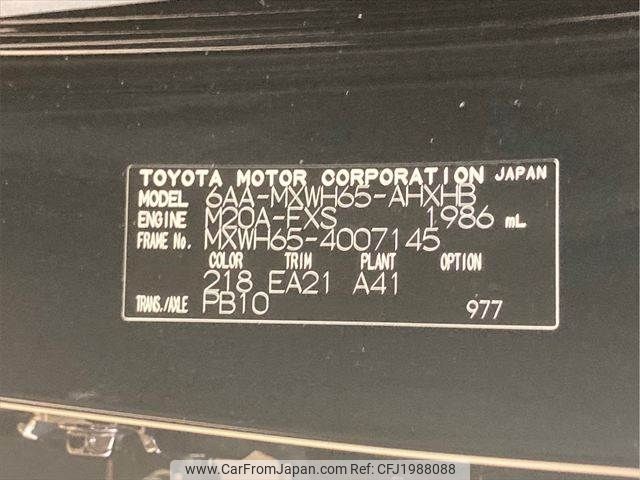 TOYOTA MOTOR CORPORATION JAPAN
MODEL 6AA-MXWH65-AHXHB
ENGINE M20A-FXS 1986 mL
FRAME No. MXWH65-4007145
COLOR TRIM PLANT OPTION
218 EA21 A41
TRANS./AXLE PB10 977
www.CarFromJapan.com Ref: CFJ1988088